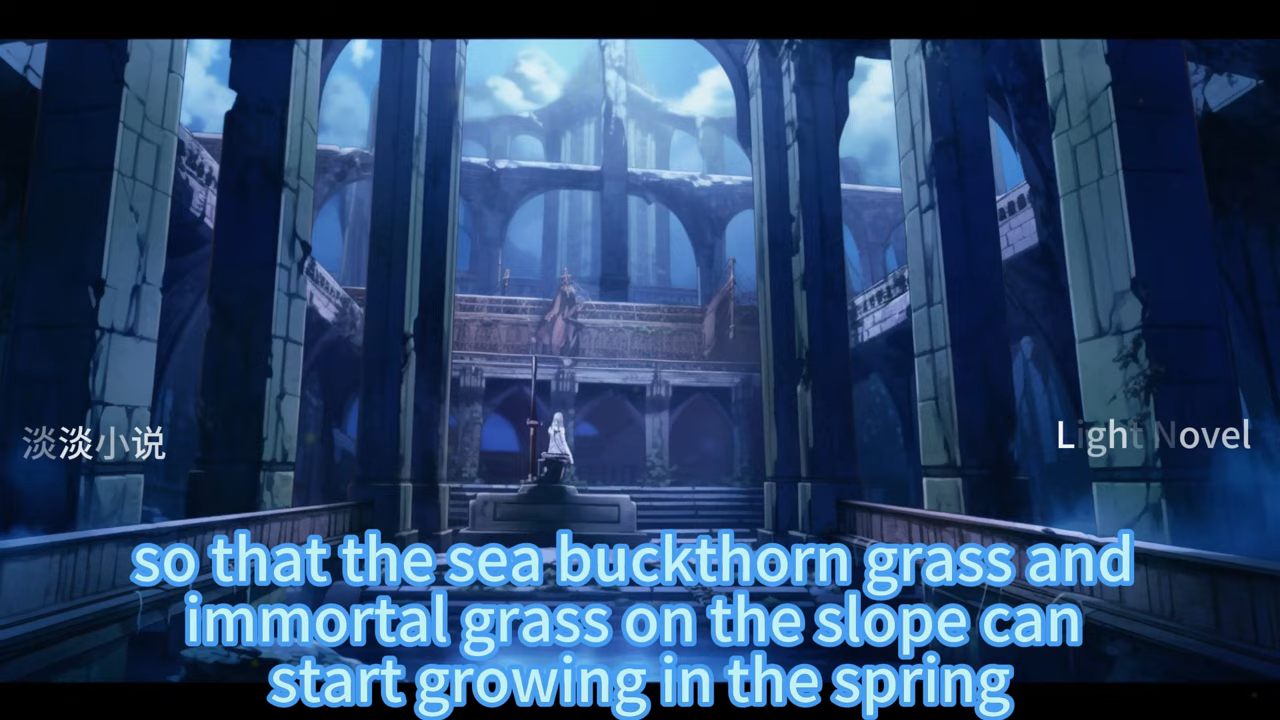 淡淡小说
Light Novel
so that the sea buckthorn grass and
immortal grass on the slope can
start growing in the spring